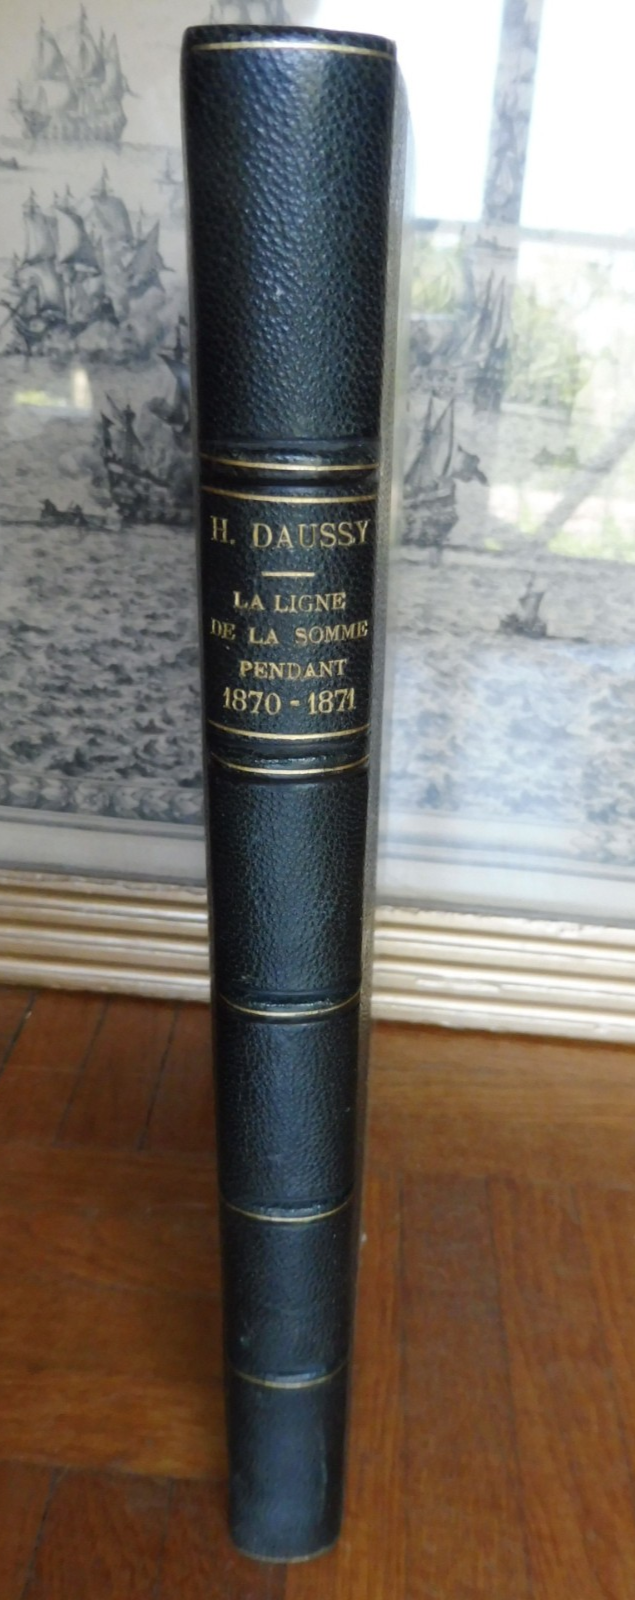 H. DAUSSY
LA LIGNE
DE LA SOMME
PENDANT
1870-1871